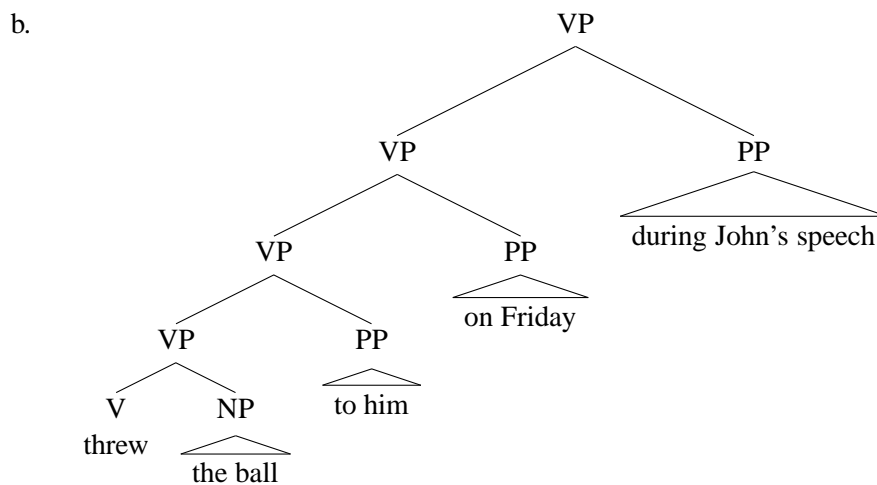 b. VP
VP PP
during John's speech
VP PP
on Friday
VP PP
to him
V NP
threw
the ball